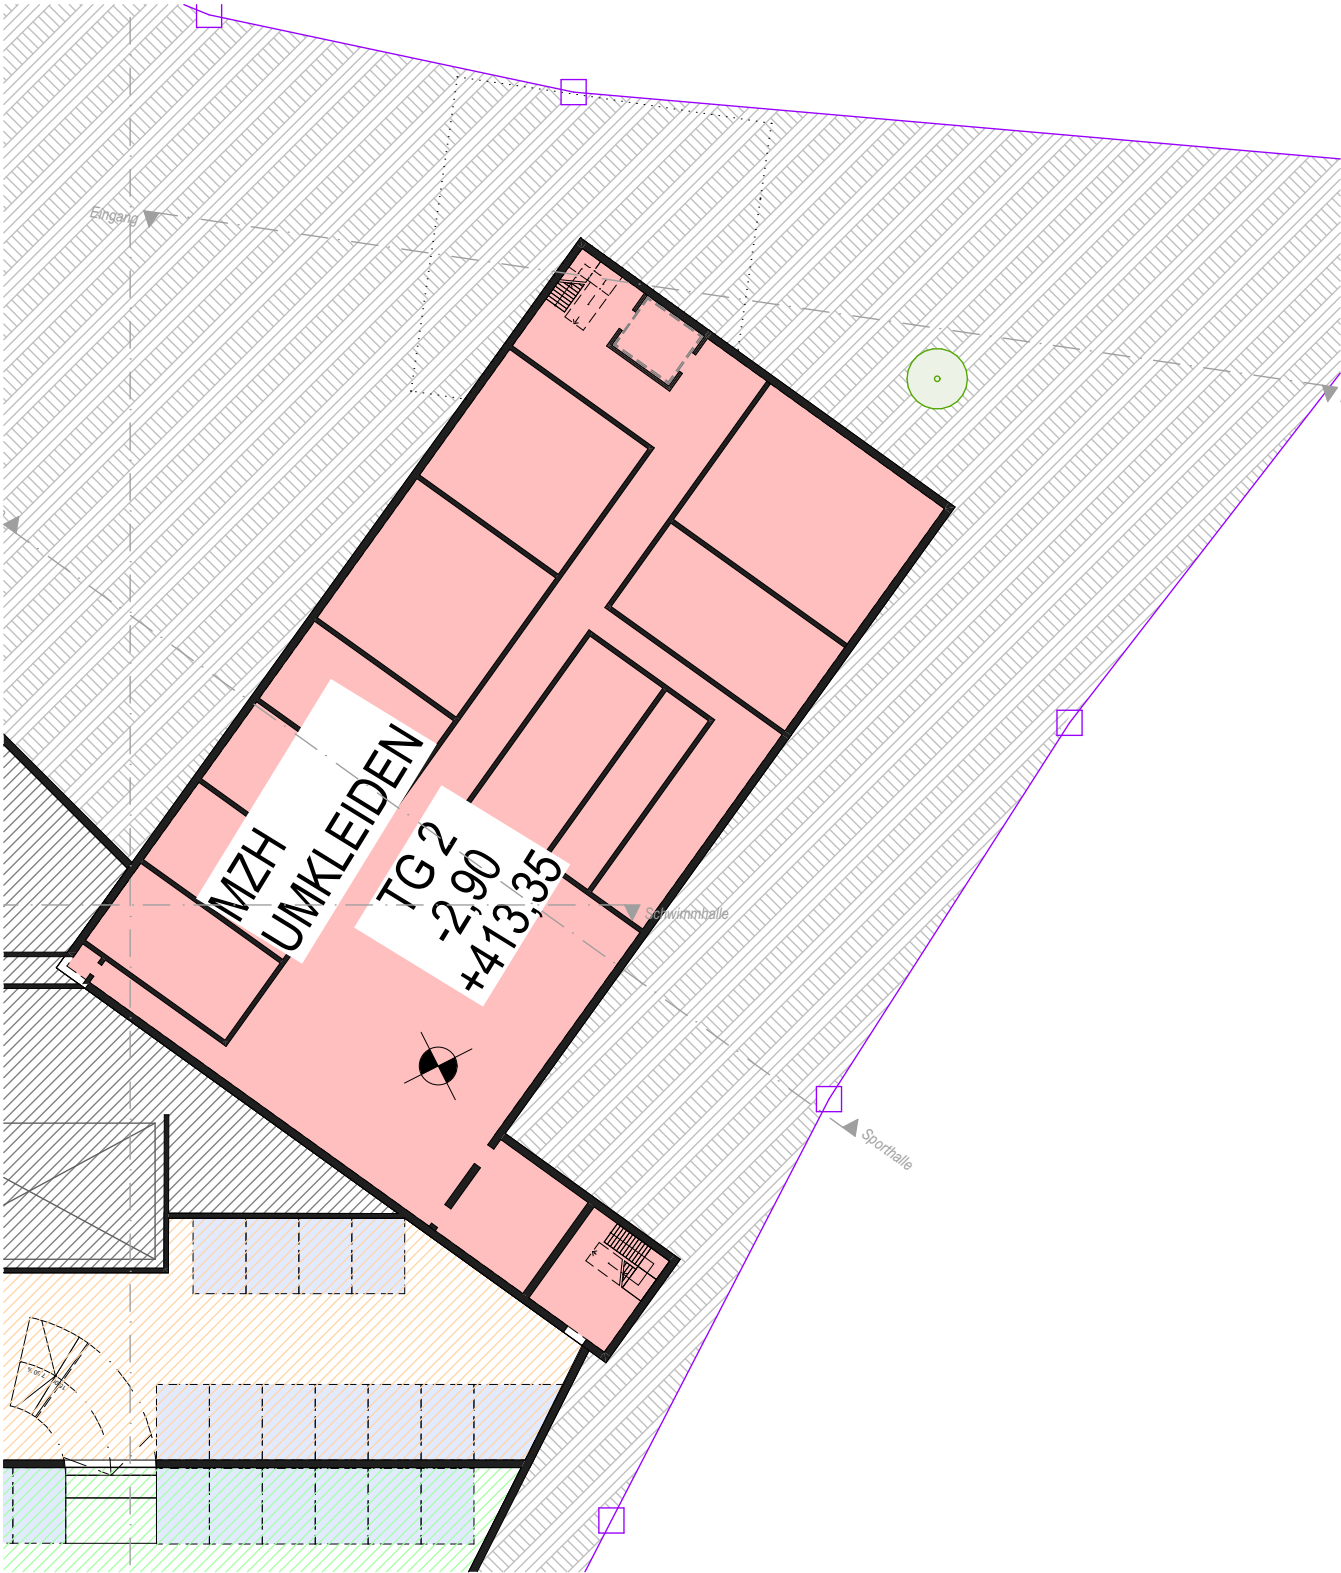 Eingang
MZH
UMKLEIDEN
TG 2
-2,90
+413,35
Schwimmhalle
Sporthalle